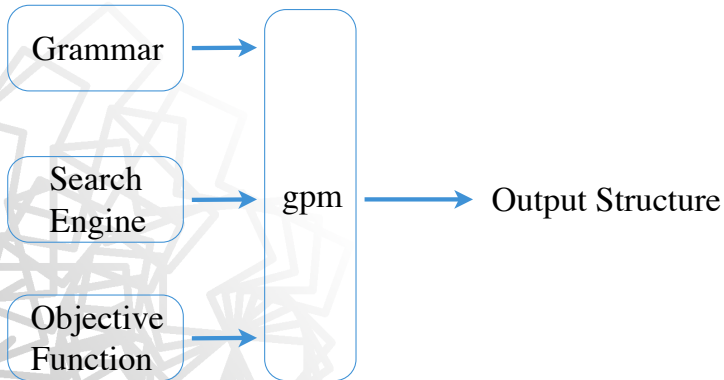 Grammar
Search
Engine
gpm
Output Structure
Objective
Function